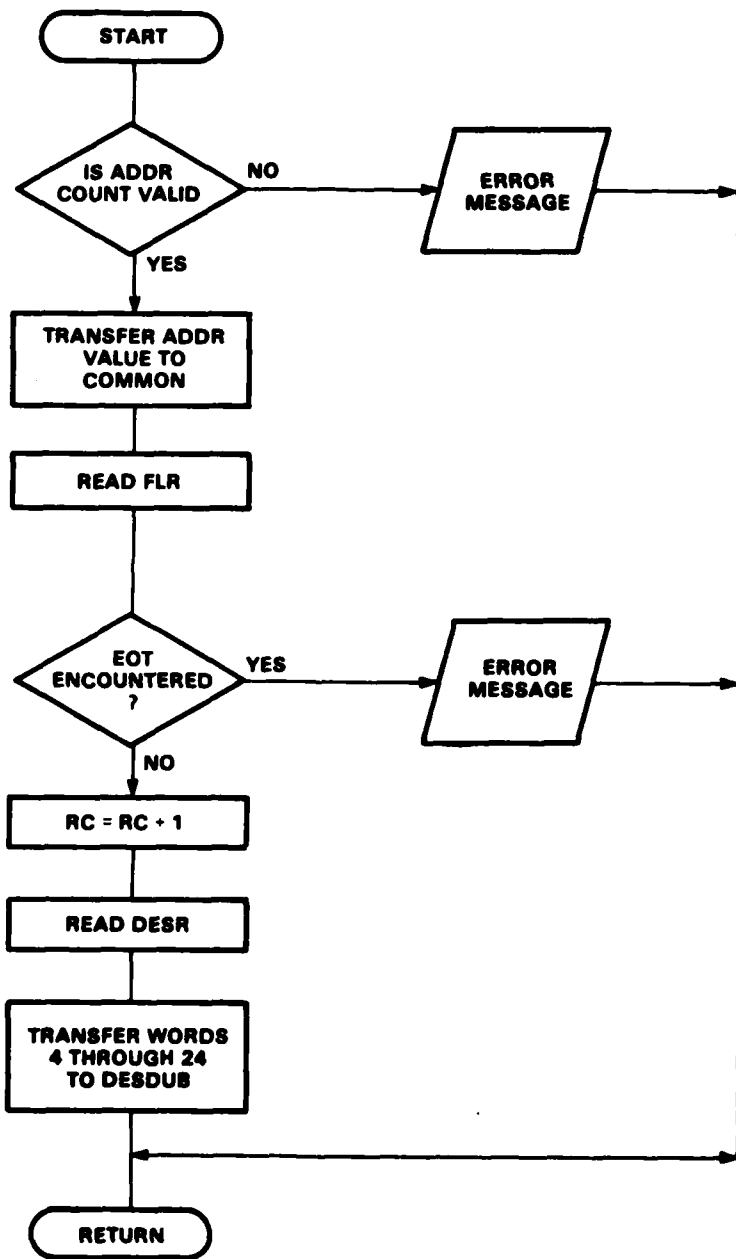 START
IS ADDR
COUNT VALID
NO
ERROR
MESSAGE
YES
TRANSFER ADDR
VALUE TO
COMMON
READ FLR
EOT
ENCOUNTERED
?
YES
ERROR
MESSAGE
NO
RC = RC + 1
READ DESR
TRANSFER WORDS
4 THROUGH 24
TO DESDUB
RETURN